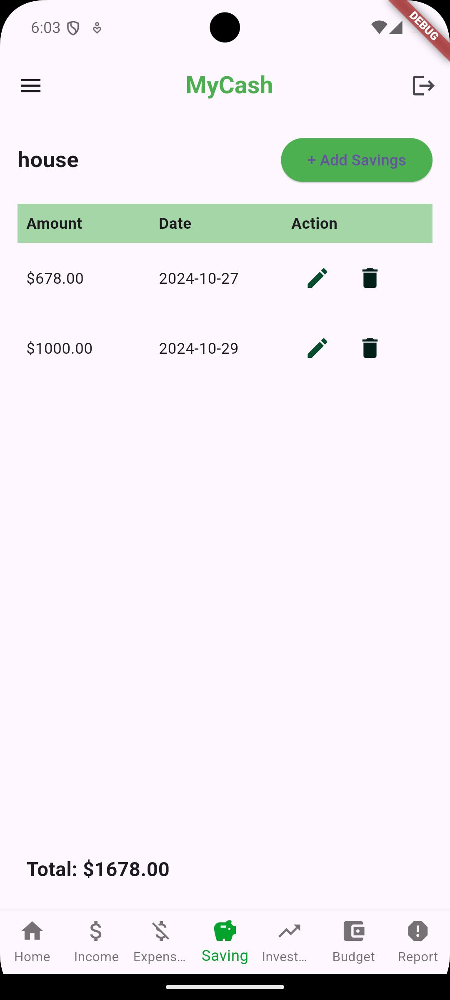 6:03
DEBUG
MyCash
house
+ Add Savings
Amount Date Action
$678.00 2024-10-27
$1000.00 2024-10-29
Total: $1678.00
Home Income Expens... Saving Invest... Budget Report